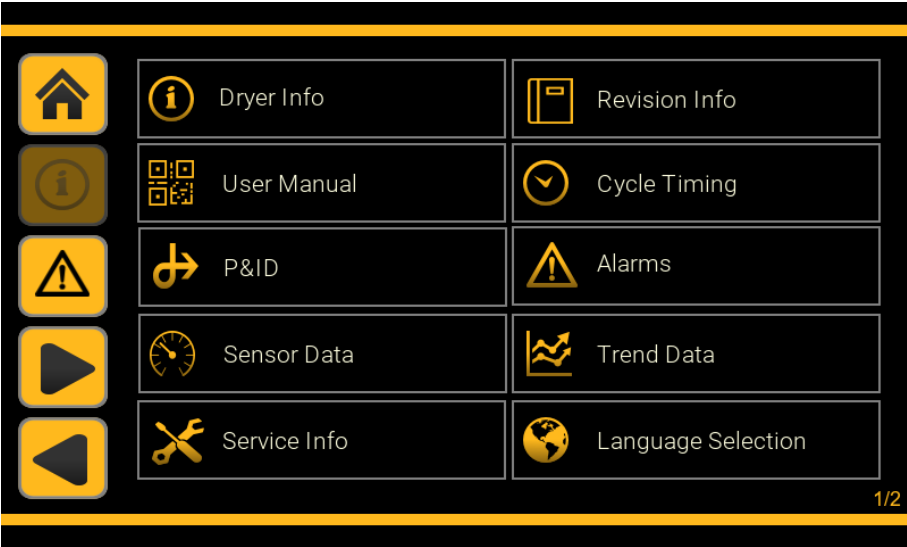 Dryer Info
Revision Info
User Manual
Cycle Timing
P&ID
Alarms
Sensor Data
Trend Data
Service Info
Language Selection
1/2